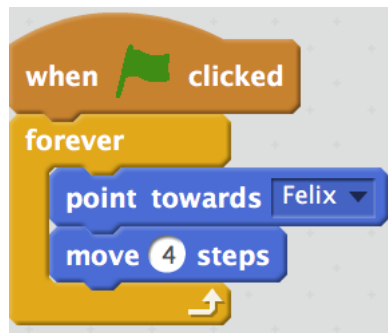 when clicked
forever
point towards Felix
move 4 steps